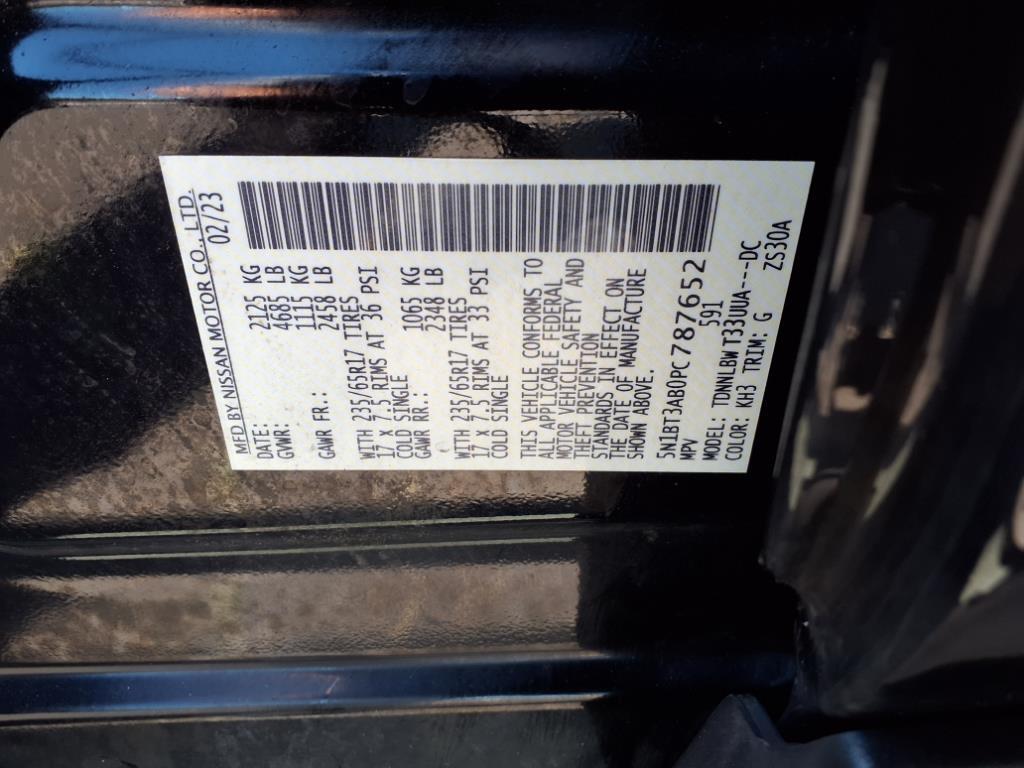 MFD BY NISSAN MOTOR CO., LTD.
DATE: 02/23
GVWR: 2125 KG
4685 LB
GAWR FR.: 1115 KG
2458 LB
WITH 235/65R17 TIRES
17 X 7.5 RIMS AT 36 PSI
COLD SINGLE
GAWR RR.: 1065 KG
2348 LB
WITH 235/65R17 TIRES
17 X 7.5 RIMS AT 33 PSI
COLD SINGLE
THIS VEHICLE CONFORMS TO
ALL APPLICABLE FEDERAL
MOTOR VEHICLE SAFETY AND
THEFT PREVENTION
STANDARDS IN EFFECT ON
THE DATE OF MANUFACTURE
SHOWN ABOVE.
5N1BT3AB0PC787652
MPV 591
MODEL: TDNNLBW T33UUA---DC
COLOR: KH3 TRIM: G ZS30A